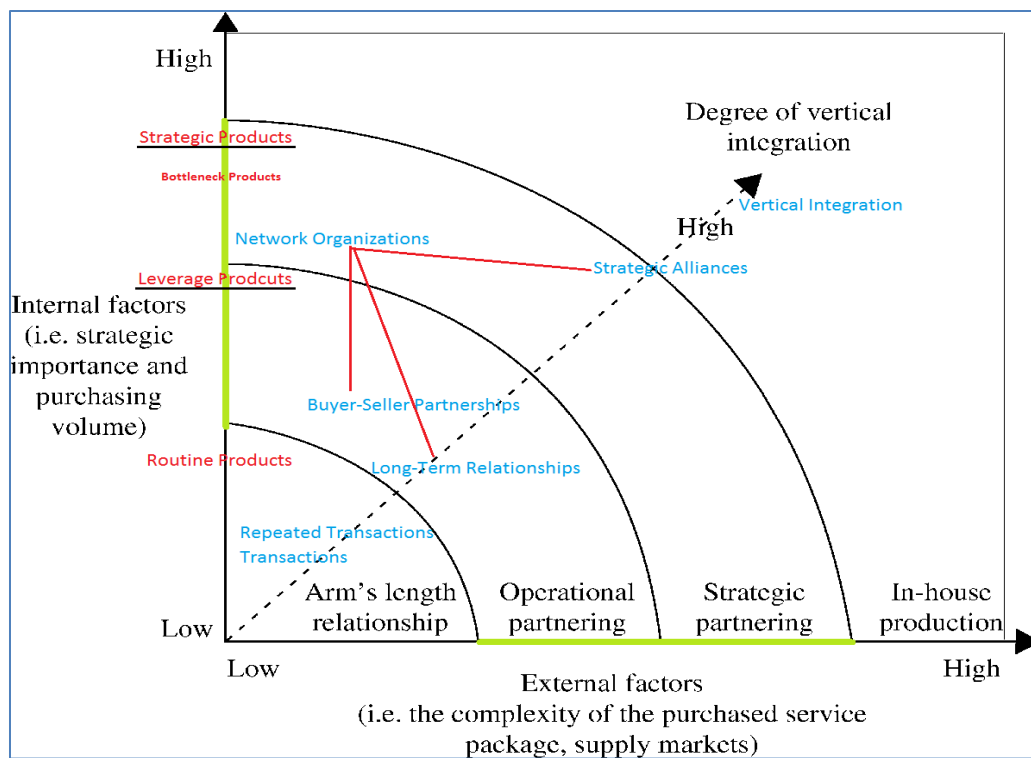 High
Strategic Products
Bottleneck Products
Degree of vertical
integration
Vertical Integration
High
Network Organizations
Strategic Alliances
Leverage Prodcuts
Internal factors
(i.e. strategic
importance and
purchasing
volume)
Buyer-Seller Partnerships
Routine Products
Long-Term Relationships
Repeated Transactions
Transactions
Arm's length
relationship
Operational
partnering
Strategic
partnering
In-house
production
Low
Low
High
External factors
(i.e. the complexity of the purchased service
package, supply markets)